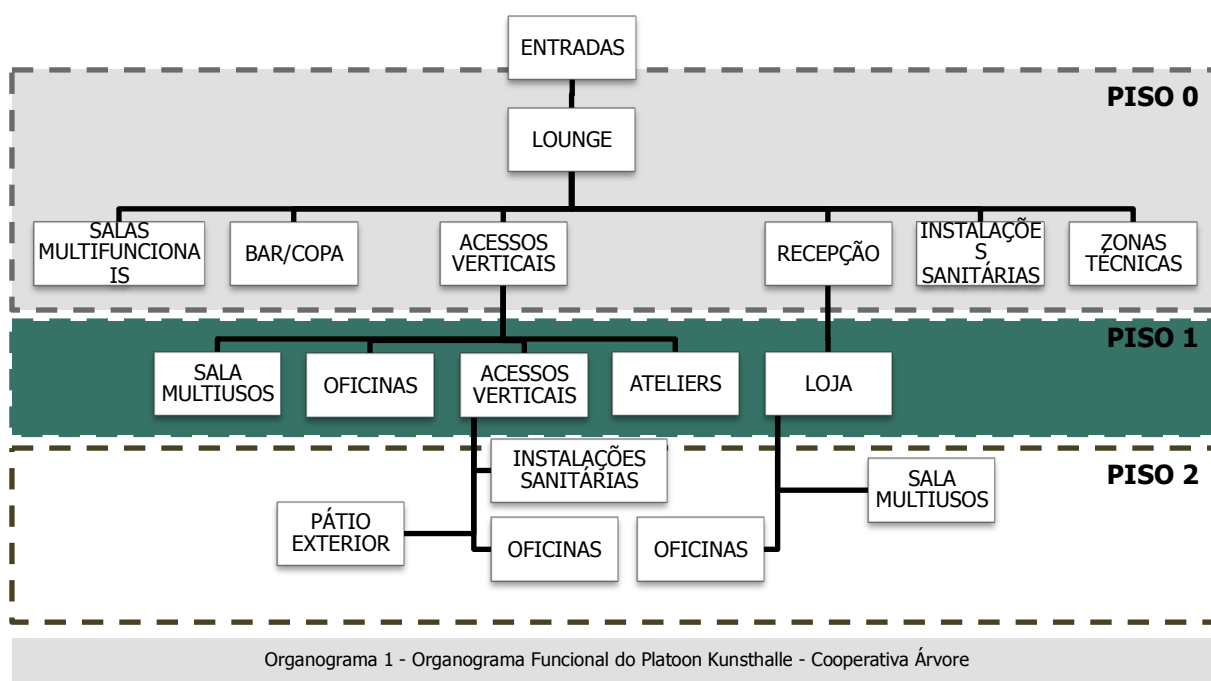 ENTRADAS
PISO 0
LOUNGE
SALAS
MULTIFUNCIONA
IS
BAR/COPA
ACESSOS
VERTICAIS
RECEPÇÃO
INSTALAÇÕE
S
SANITÁRIAS
ZONAS
TÉCNICAS
PISO 1
SALA
MULTIUSOS
OFICINAS
ACESSOS
VERTICAIS
ATELIERS
LOJA
PISO 2
INSTALAÇÕES
SANITÁRIAS
SALA
MULTIUSOS
PÁTIO
EXTERIOR
OFICINAS
OFICINAS
Organograma 1 - Organograma Funcional do Platoon Kunsthalle - Cooperativa Árvore